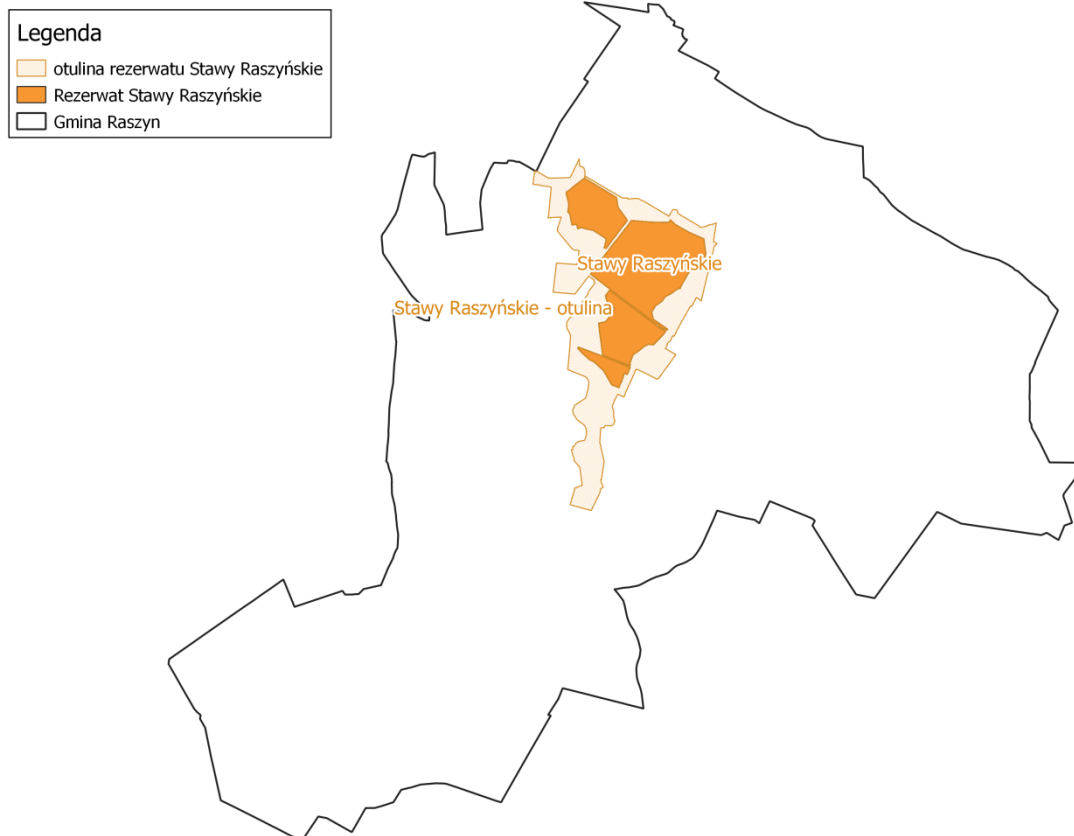 Legenda
otulina rezerwatu Stawy Raszyńskie
Rezerwat Stawy Raszyńskie
Gmina Raszyn
Stawy Raszyńskie
Stawy Raszyńskie - otulina